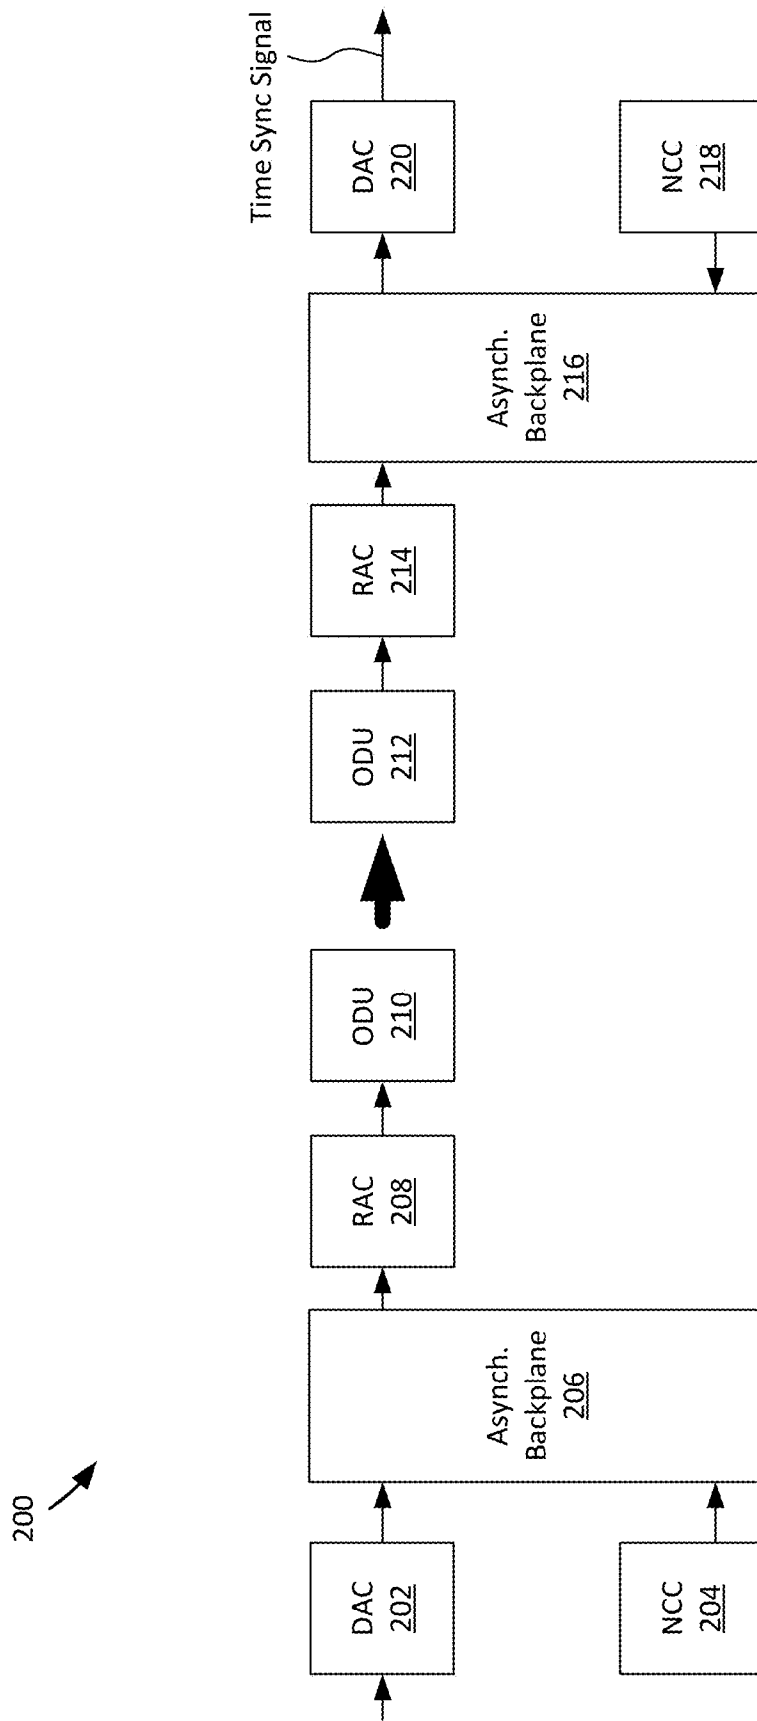 200
DAC
202
NCC
204
Asynch.
Backplane
206
RAC
208
ODU
210
ODU
212
RAC
214
Asynch.
Backplane
216
DAC
220
NCC
218
Time Sync Signal